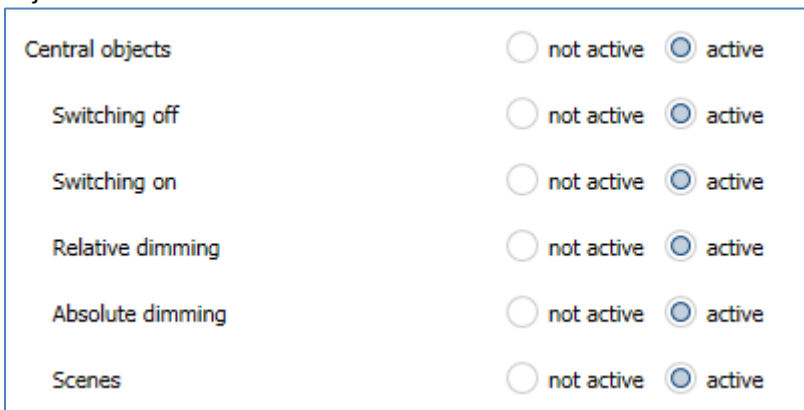 Central objects not active active
Switching off not active active
Switching on not active active
Relative dimming not active active
Absolute dimming not active active
Scenes not active active